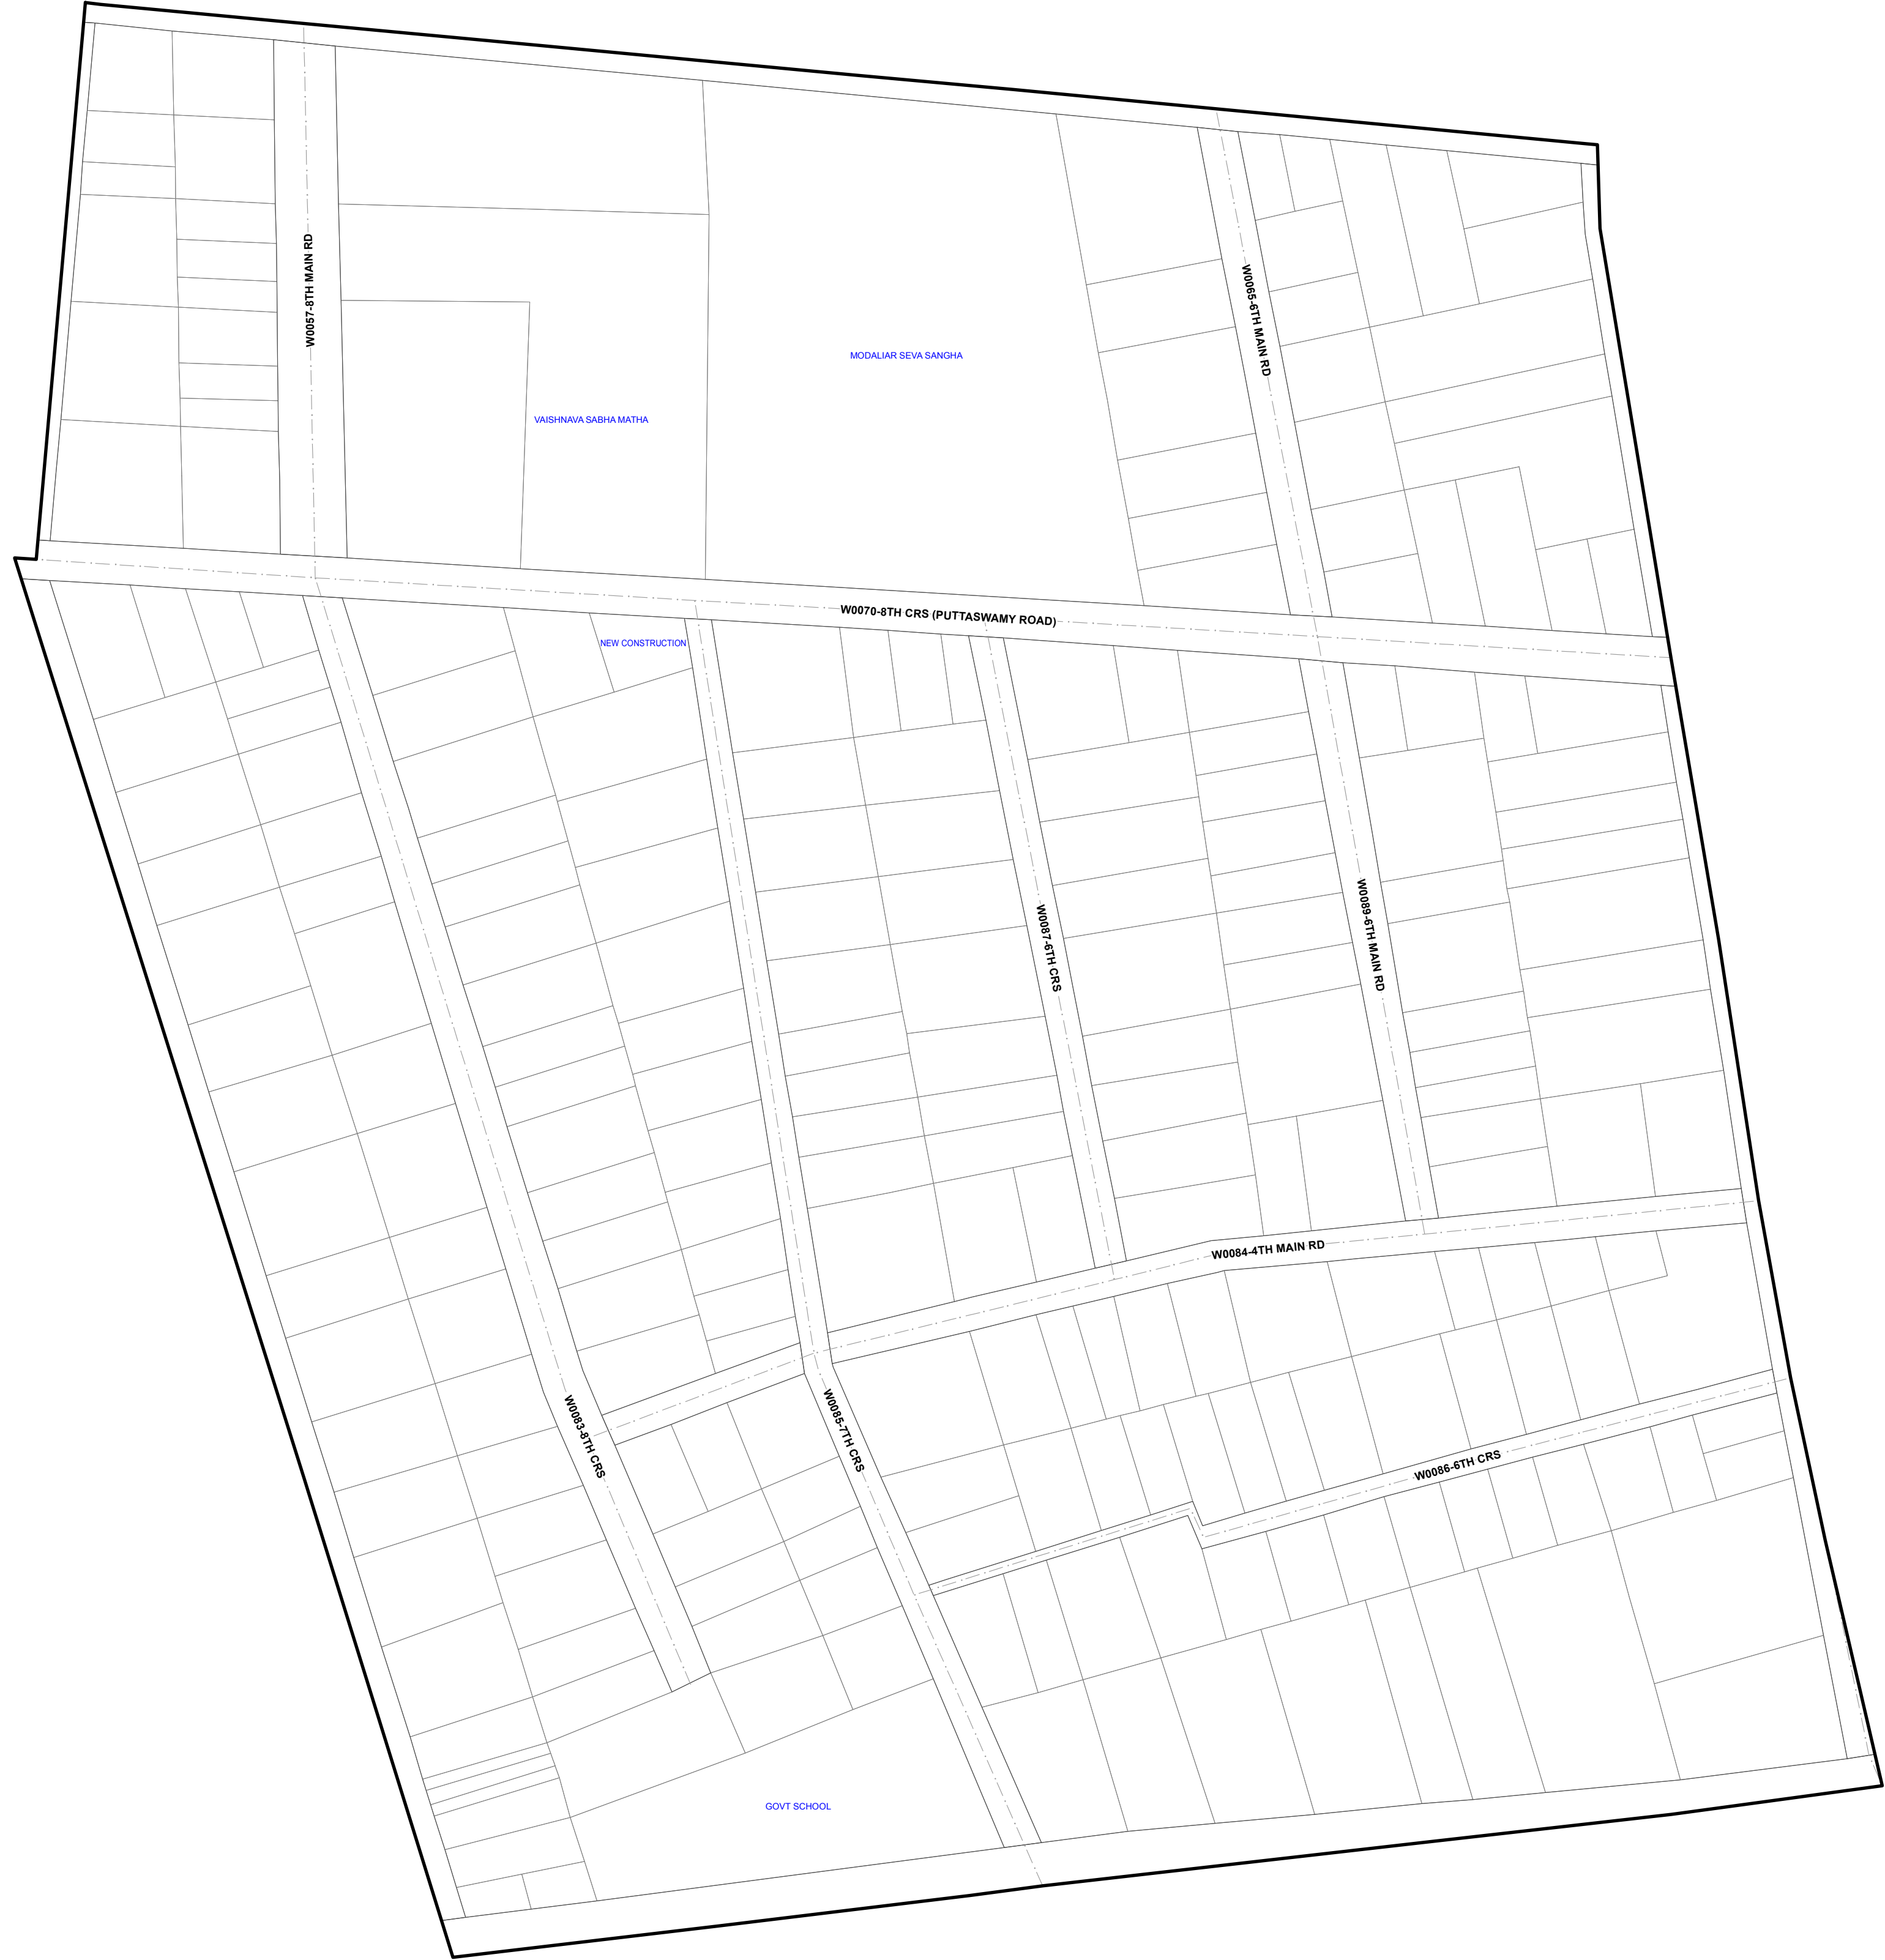 W0057-8TH MAIN RD
W0065-6TH MAIN RD
MODALIAR SEVA SANGHA
VAISHNAVA SABHA MATHA
W0070-8TH CRS (PUTTASWAMY ROAD)
NEW CONSTRUCTION
W0087-6TH CRS
W0089-6TH MAIN RD
W0084-4TH MAIN RD
W0083-8TH CRS
W0085-7TH CRS
W0086-6TH CRS
GOVT SCHOOL